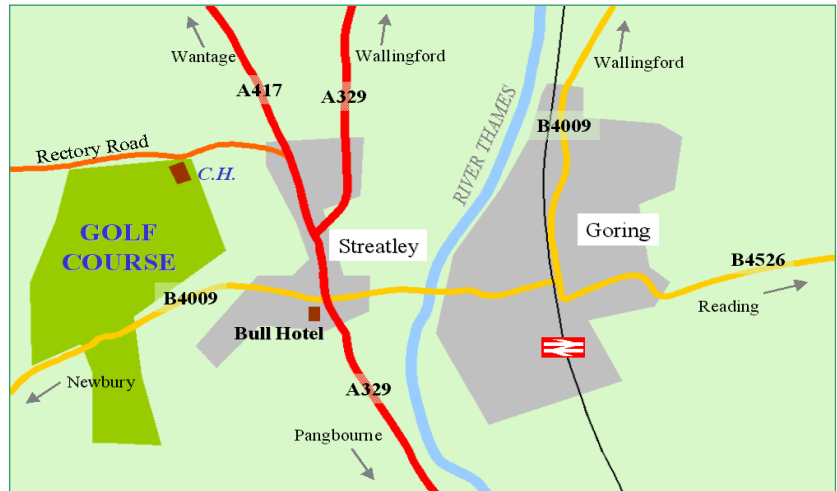 Wantage
Wallingford
Wallingford
A417
A329
B4009
Rectory Road
C.H.
RIVER THAMES
GOLF
COURSE
Streatley
Goring
B4526
B4009
Reading
Bull Hotel
Newbury
A329
Pangbourne